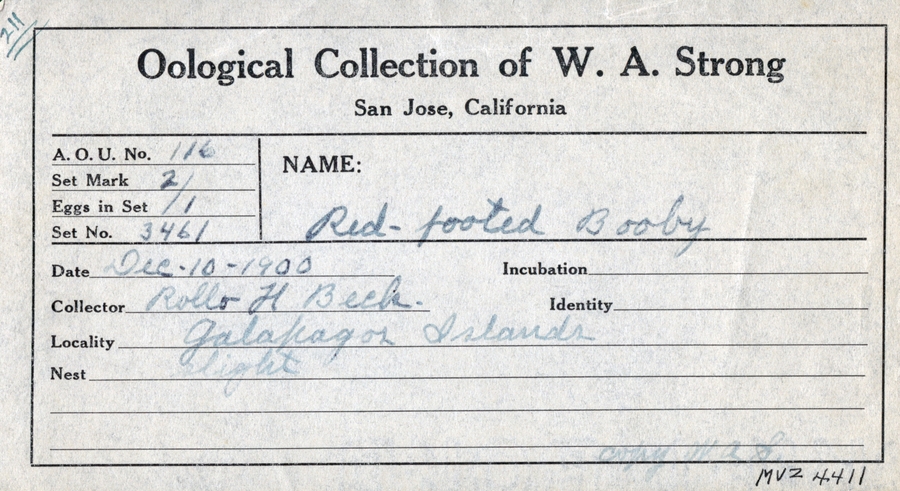 211
Oological Collection of W. A. Strong
San Jose, California
A. O. U. No. 116
Set Mark 2/
Eggs in Set /1
Set No. 3461
NAME:
Red-footed Booby
Date Dec-10-1900
Incubation
Collector Rollo H Beck.
Identity
Locality Galapagos Islands
Nest slight
copy W. A. S.
MVZ 4411